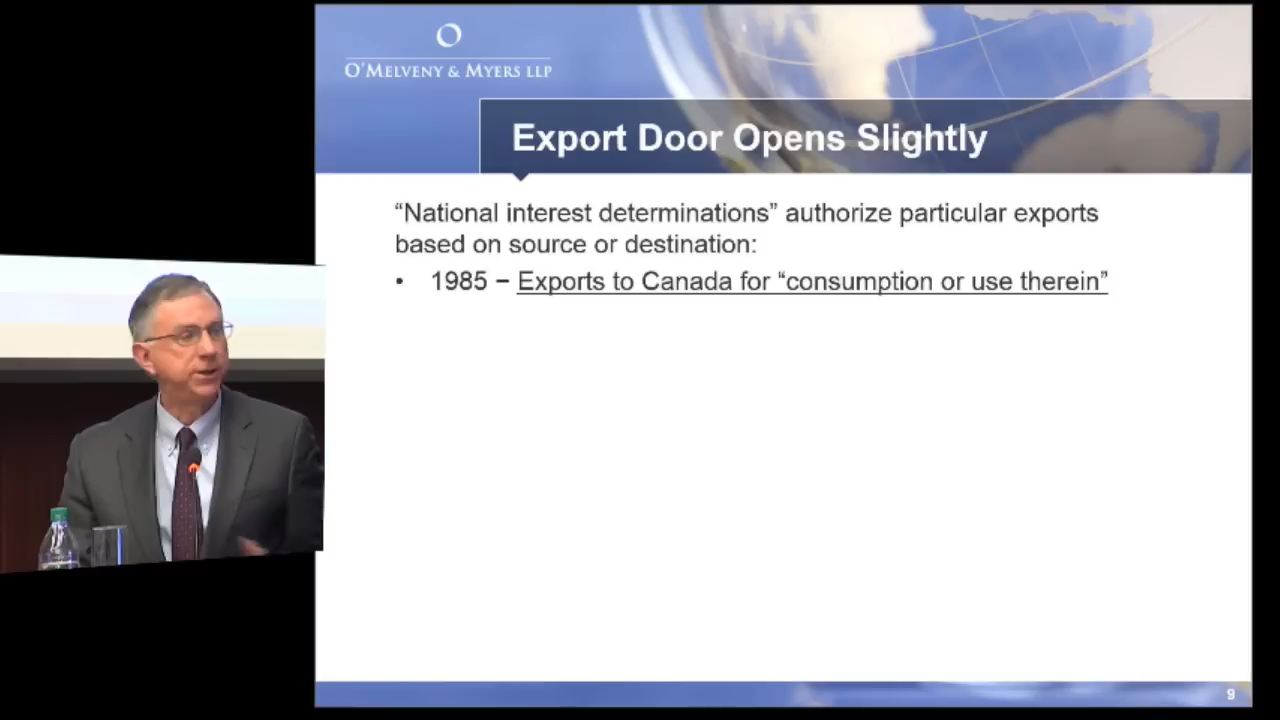 O'MELVENY & MYERS LLP
Export Door Opens Slightly
“National interest determinations” authorize particular exports
based on source or destination:
• 1985 – Exports to Canada for “consumption or use therein”
9